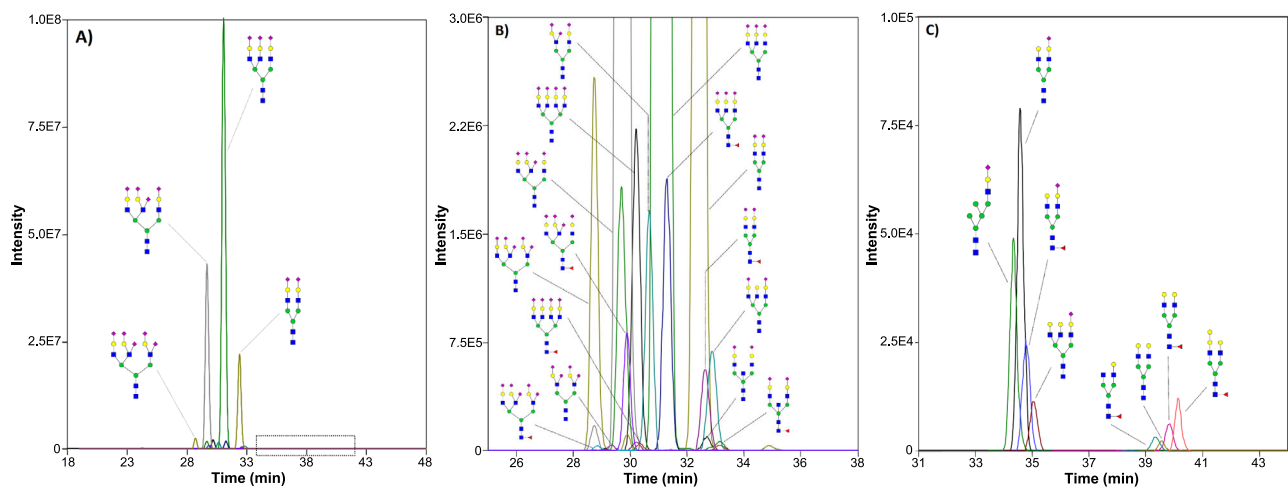 A)
1.0E8
7.5E7
5.0E7
2.5E7
0
Intensity
18 23 28 33 38 43 48
Time (min)
B)
3.0E6
2.2E6
1.5E6
7.5E5
0
Intensity
26 28 30 32 34 36 38
Time (min)
C)
1.0E5
7.5E4
5.0E4
2.5E4
0
Intensity
31 33 35 37 39 41 43
Time (min)